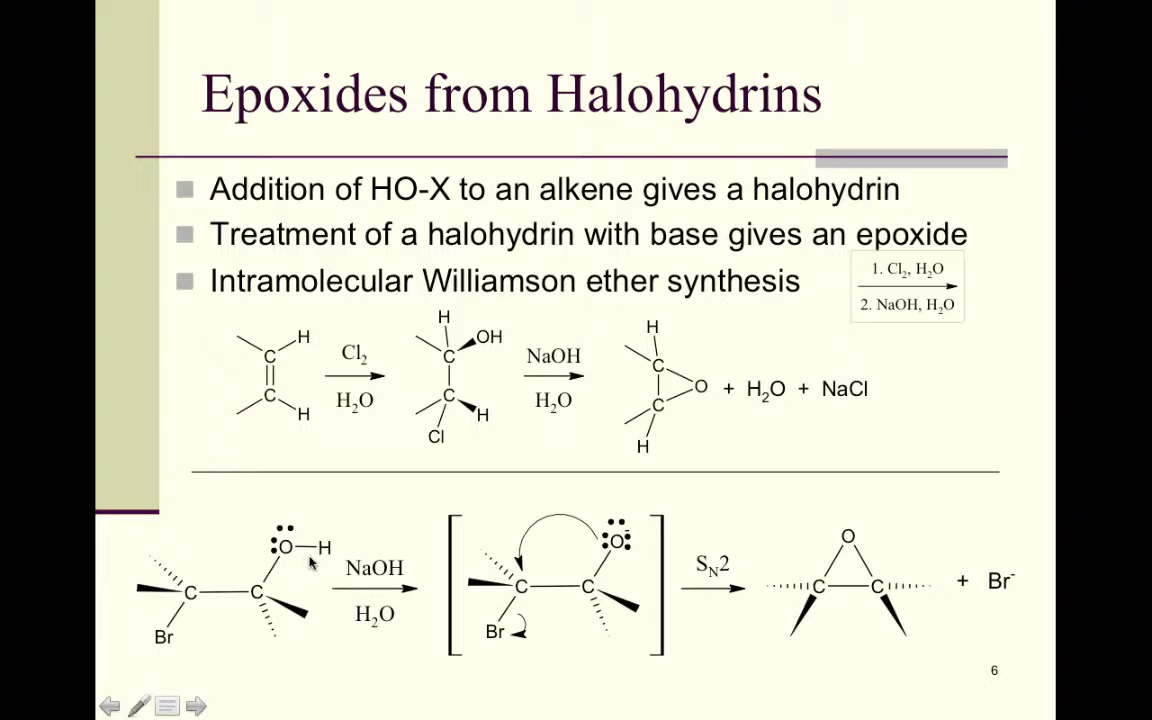 Epoxides from Halohydrins
Addition of HO-X to an alkene gives a halohydrin
Treatment of a halohydrin with base gives an epoxide
Intramolecular Williamson ether synthesis
1. Cl₂, H₂O
2. NaOH, H₂O
H
C
C
H
Cl₂
H₂O
H
OH
C
C
H
Cl
NaOH
H₂O
H
C
O
C
H
+ H₂O + NaCl
O—H
C
C
Br
NaOH
H₂O
O⁻
C
C
Br
Sₙ2
O
C
C
+ Br⁻
6